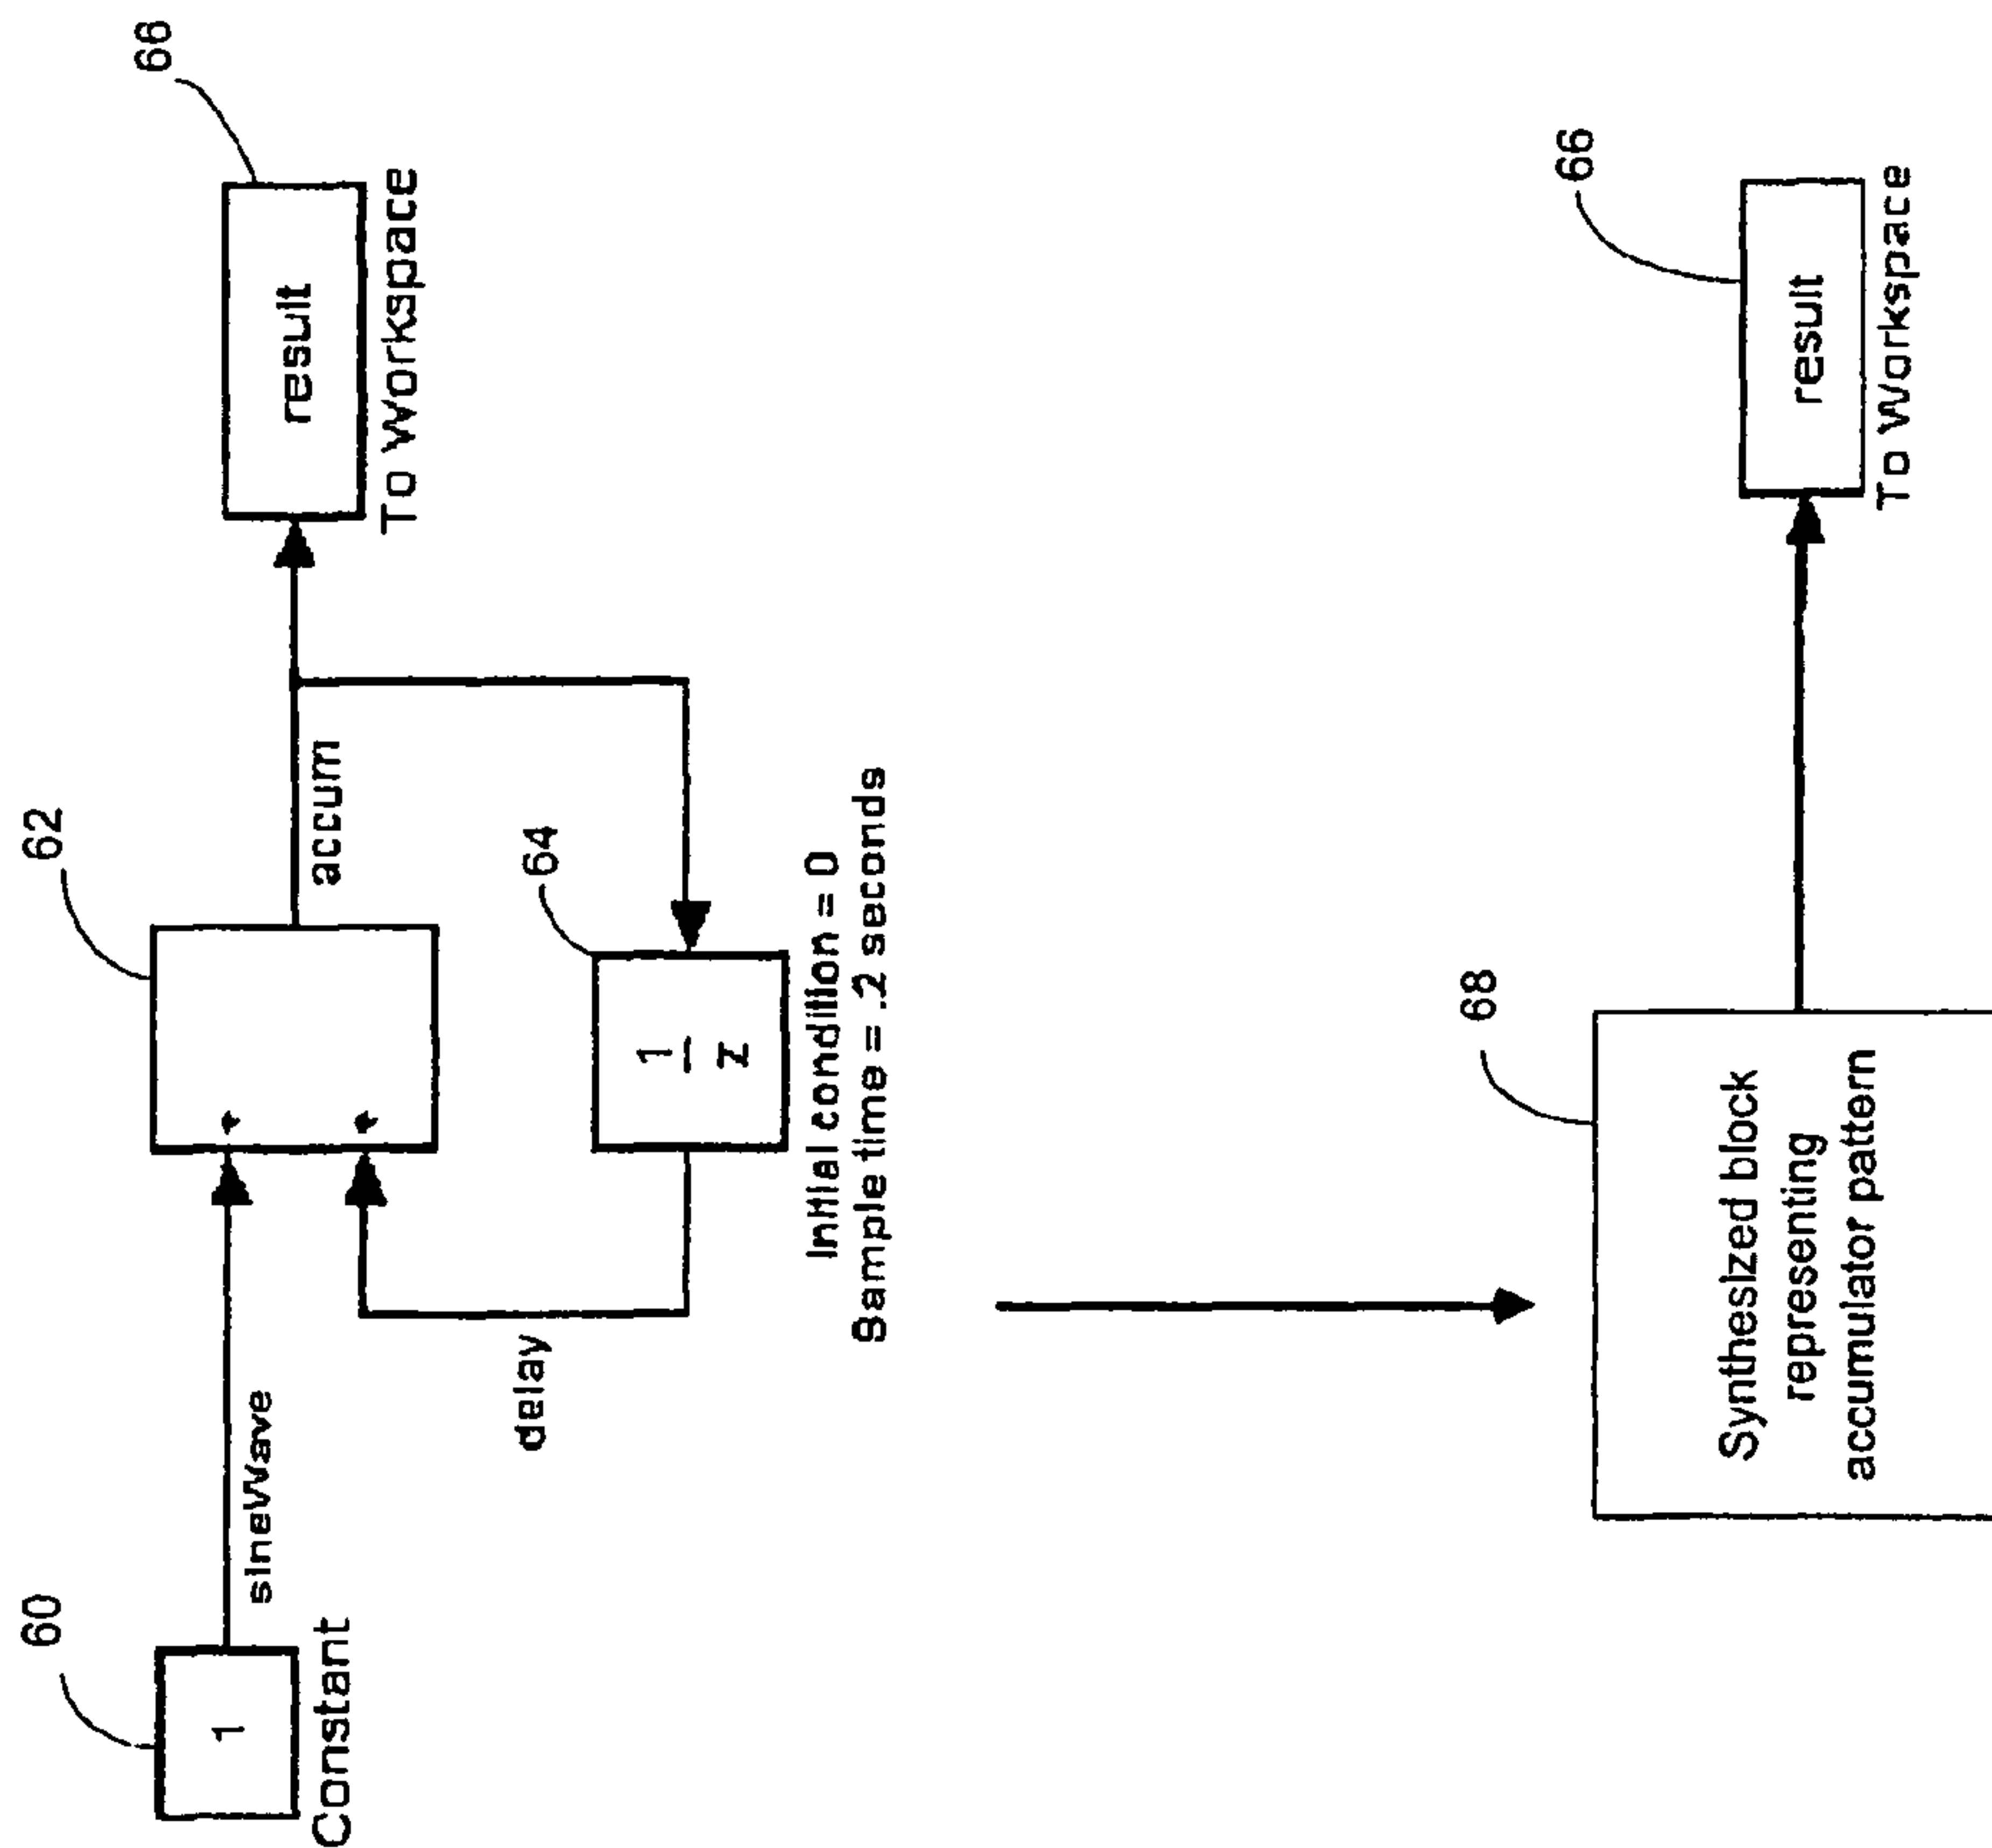 60
1
Constant
sineWave
62
accum
delay
64
1
z
Initial condition = 0
Sample time = .2 seconds
66
result
To Workspace
68
Synthesized block
representing
accumulator pattern
66
result
To Workspace